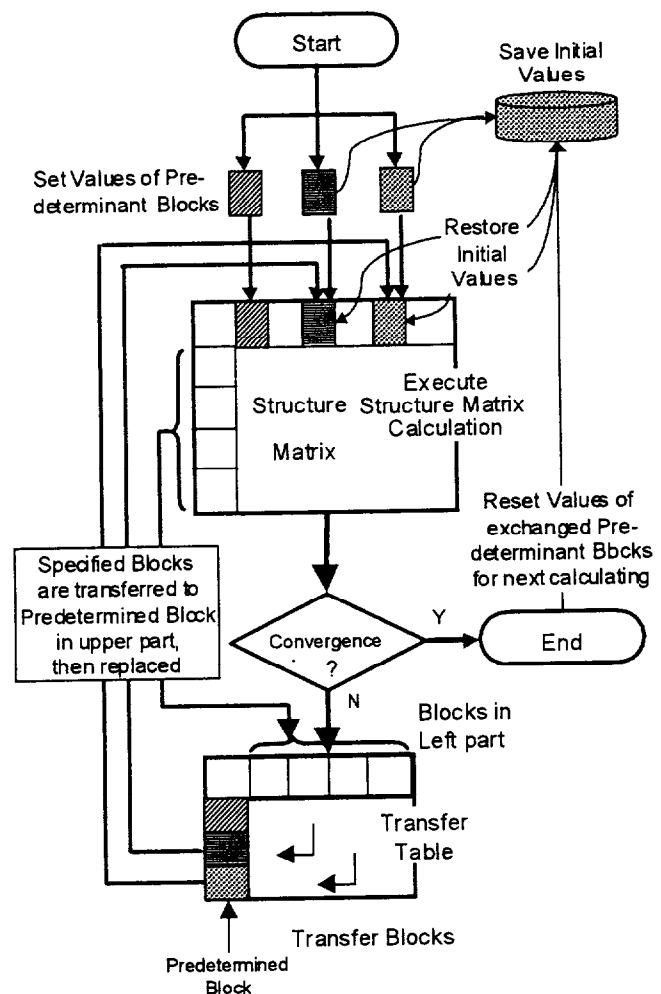 Start
Save Initial
Values
Set Values of Pre-
determinant Blocks
Restore
Initial
Values
Execute
Structure Structure Matrix
Calculation
Matrix
Reset Values of
exchanged Pre-
determinant Bbcks
for next calculating
Specified Blocks
are transferred to
Predetermined Block
in upper part,
then replaced
Convergence
?
Y
End
N
Blocks in
Left part
Transfer
Table
Transfer Blocks
Predetermined
Block